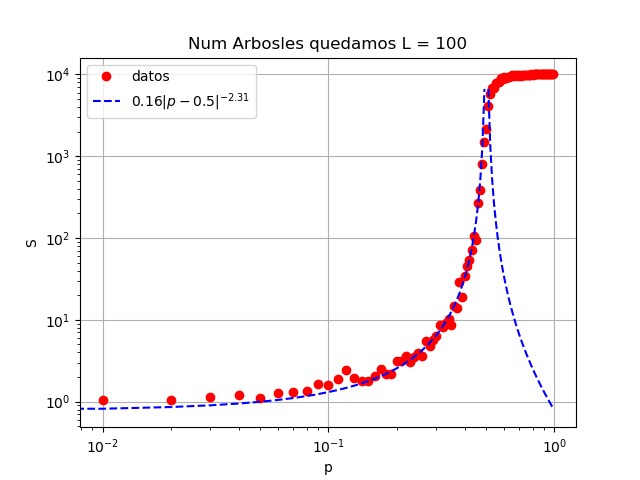 Num Arbosles quedamos L = 100
datos
0.16|p − 0.5|^{−2.31}
S
10^4
10^3
10^2
10^1
10^0
10^{−2}
10^{−1}
10^0
p